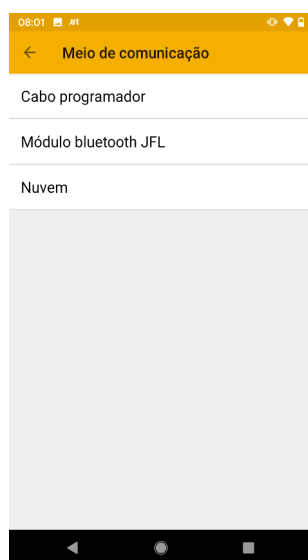 08:01
Meio de comunicação
Cabo programador
Módulo bluetooth JFL
Nuvem